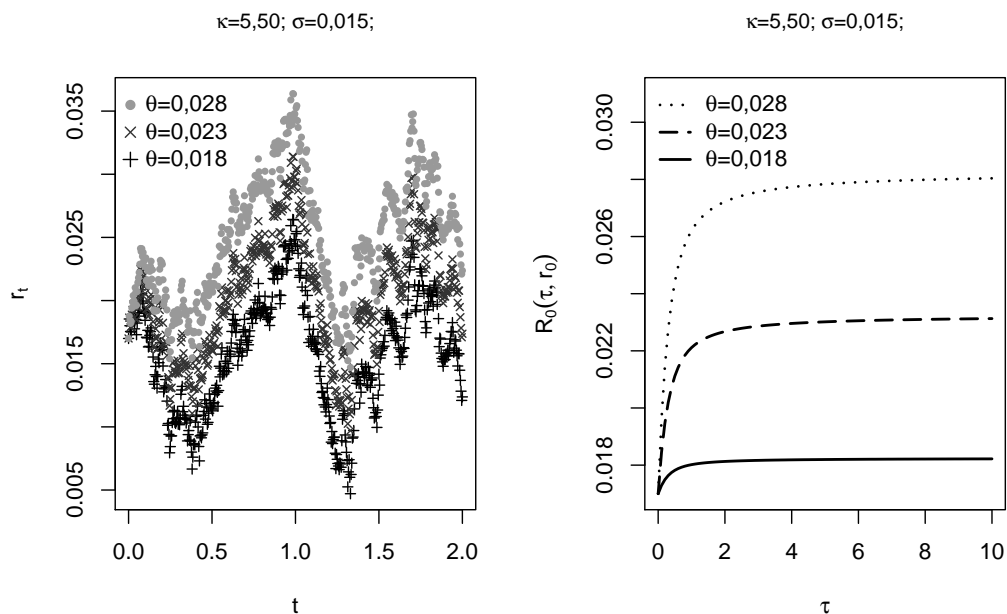 κ=5,50; σ=0,015;
θ=0,028
θ=0,023
θ=0,018
0.035
0.025
0.015
0.005
r_t
0.0 0.5 1.0 1.5 2.0
t
κ=5,50; σ=0,015;
θ=0,028
θ=0,023
θ=0,018
0.030
0.026
0.022
0.018
R_0(τ, r_0)
0 2 4 6 8 10
τ